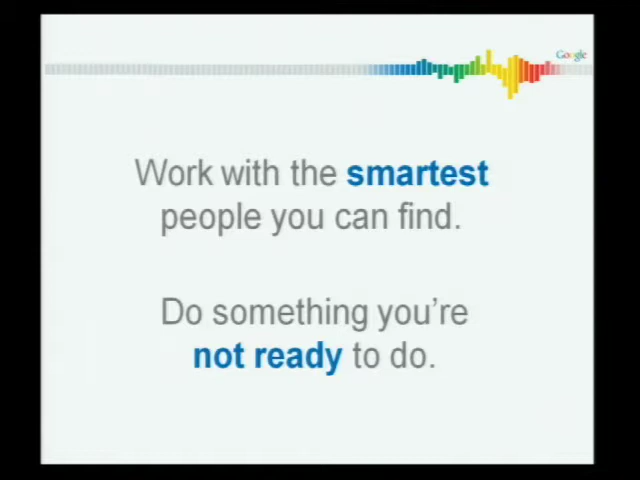 Google
Work with the smartest
people you can find.
Do something you're
not ready to do.